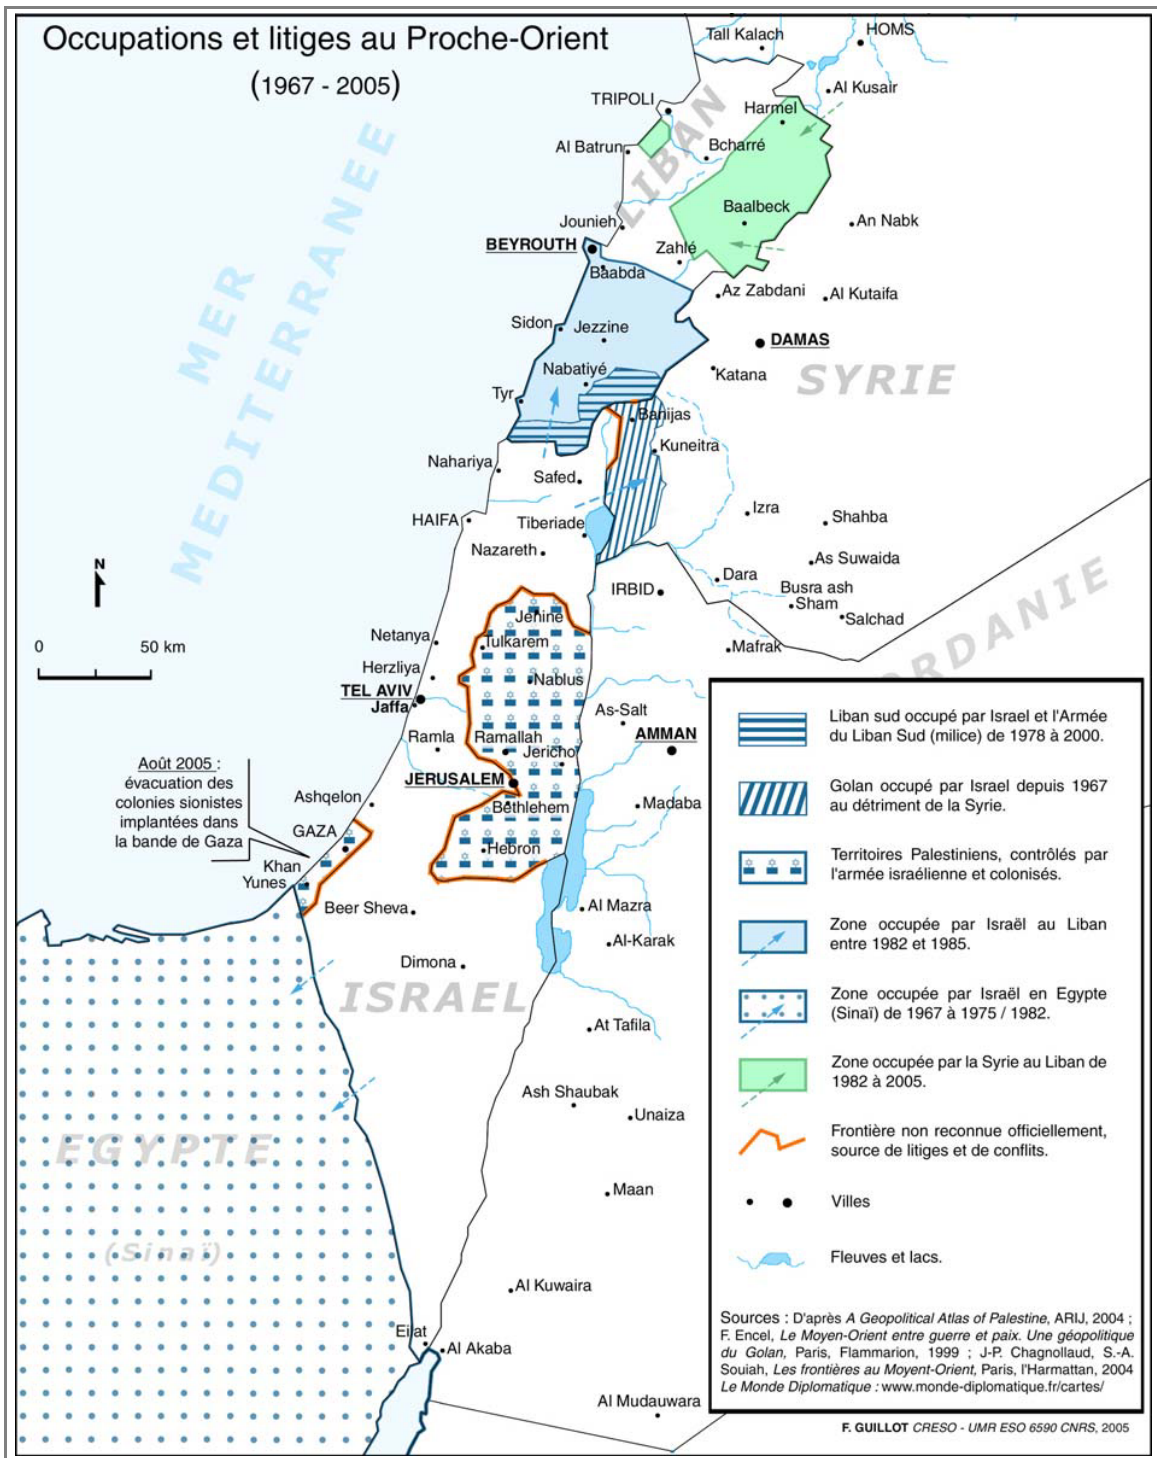 Occupations et litiges au Proche-Orient
(1967 - 2005)
MER
MEDITERRANEE
LIBAN
SYRIE
JORDANIE
ISRAEL
EGYPTE
(Sinaï)
Tall Kalach
HOMS
Al Kusair
TRIPOLI
Harmel
Al Batrun
Bcharré
Baalbeck
Jounieh
An Nabk
BEYROUTH
Zahlé
Baabda
Az Zabdani
Al Kutaifa
Sidon
Jezzine
DAMAS
Nabatiyé
Katana
Tyr
Banijas
Kuneitra
Nahariya
Safed
Izra
Shahba
HAIFA
Tiberiade
Nazareth
As Suwaida
Dara
IRBID
Busra ash
Sham
Salchad
N
0
50 km
Jenine
Netanya
Tulkarem
Mafrak
Herzliya
Nablus
TEL AVIV
Jaffa
As-Salt
Ramla
Ramallah
AMMAN
Jericho
JERUSALEM
Août 2005 :
évacuation des
colonies sionistes
implantées dans
la bande de Gaza
Ashqelon
Bethlehem
Madaba
GAZA
Hebron
Khan
Yunes
Beer Sheva
Al Mazra
Al-Karak
Dimona
At Tafila
Ash Shaubak
Unaiza
Maan
Al Kuwaira
Eilat
Al Akaba
Al Mudauwara
Liban sud occupé par Israel et l'Armée
du Liban Sud (milice) de 1978 à 2000.
Golan occupé par Israel depuis 1967
au détriment de la Syrie.
Territoires Palestiniens, contrôlés par
l'armée israélienne et colonisés.
Zone occupée par Israël au Liban
entre 1982 et 1985.
Zone occupée par Israël en Egypte
(Sinaï) de 1967 à 1975 / 1982.
Zone occupée par la Syrie au Liban de
1982 à 2005.
Frontière non reconnue officiellement,
source de litiges et de conflits.
Villes
Fleuves et lacs.
Sources : D'après A Geopolitical Atlas of Palestine, ARIJ, 2004 ;
F. Encel, Le Moyen-Orient entre guerre et paix. Une géopolitique
du Golan, Paris, Flammarion, 1999 ; J-P. Chagnollaud, S.-A.
Souiah, Les frontières au Moyent-Orient, Paris, l'Harmattan, 2004
Le Monde Diplomatique : www.monde-diplomatique.fr/cartes/
F. GUILLOT CRESO - UMR ESO 6590 CNRS, 2005